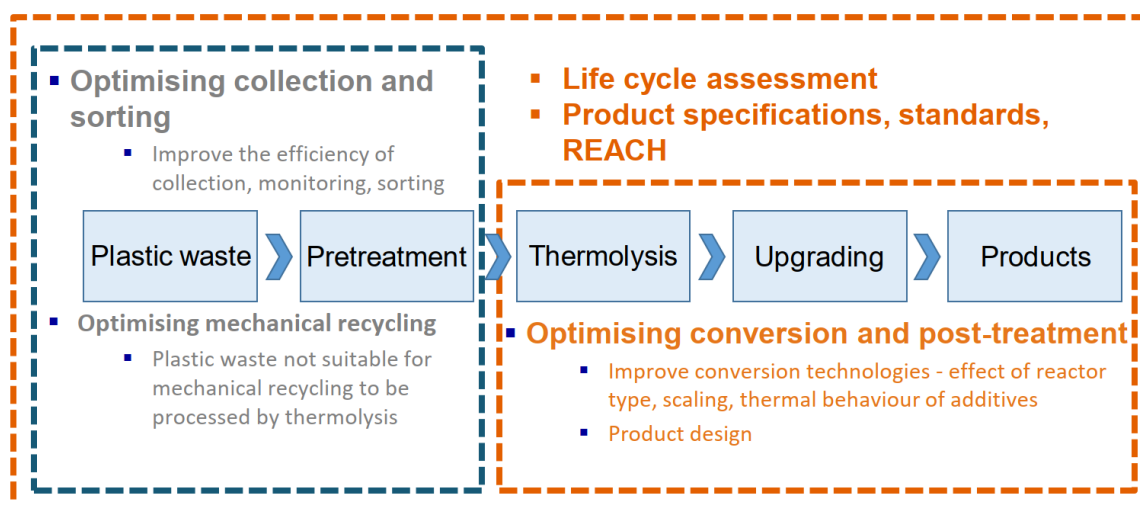 ▪ Optimising collection and
sorting
▪ Improve the efficiency of
collection, monitoring, sorting
▪ Life cycle assessment
▪ Product specifications, standards,
REACH
Plastic waste
Pretreatment
Thermolysis
Upgrading
Products
▪ Optimising mechanical recycling
▪ Plastic waste not suitable for
mechanical recycling to be
processed by thermolysis
▪ Optimising conversion and post-treatment
▪ Improve conversion technologies - effect of reactor
type, scaling, thermal behaviour of additives
▪ Product design